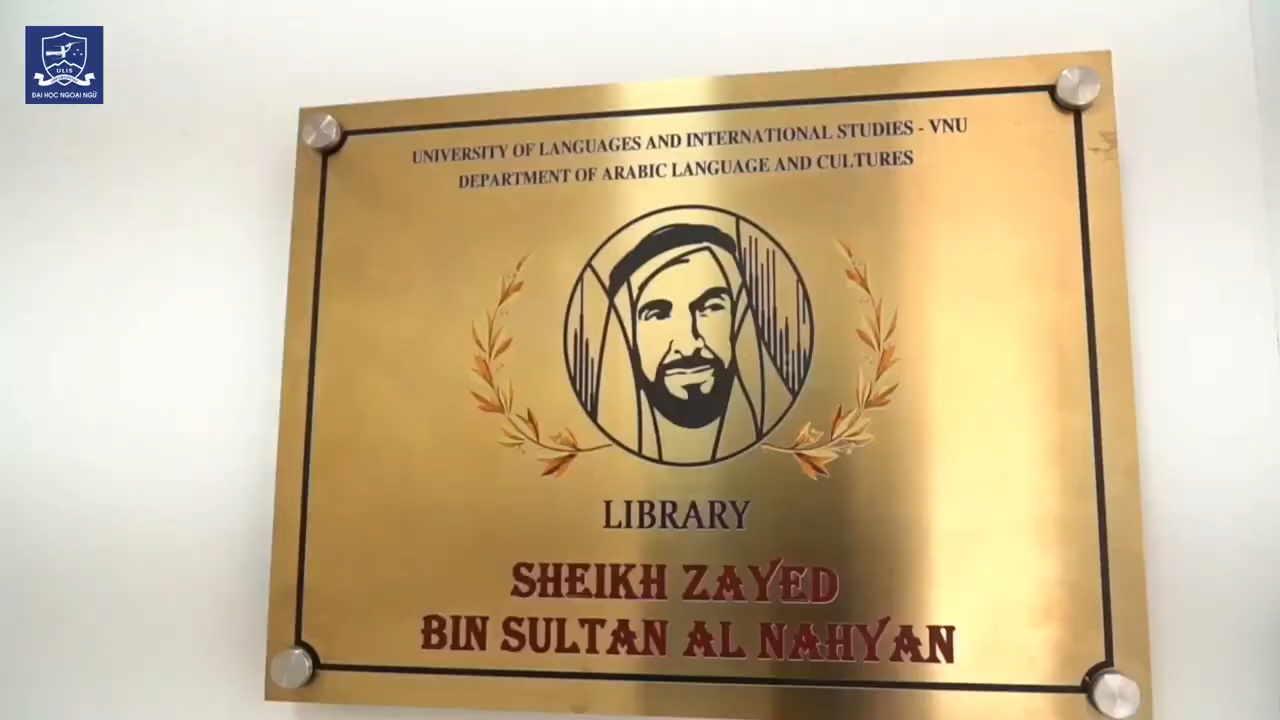 ULIS
ĐẠI HỌC NGOẠI NGỮ
UNIVERSITY OF LANGUAGES AND INTERNATIONAL STUDIES - VNU
DEPARTMENT OF ARABIC LANGUAGE AND CULTURES
LIBRARY
SHEIKH ZAYED
BIN SULTAN AL NAHYAN